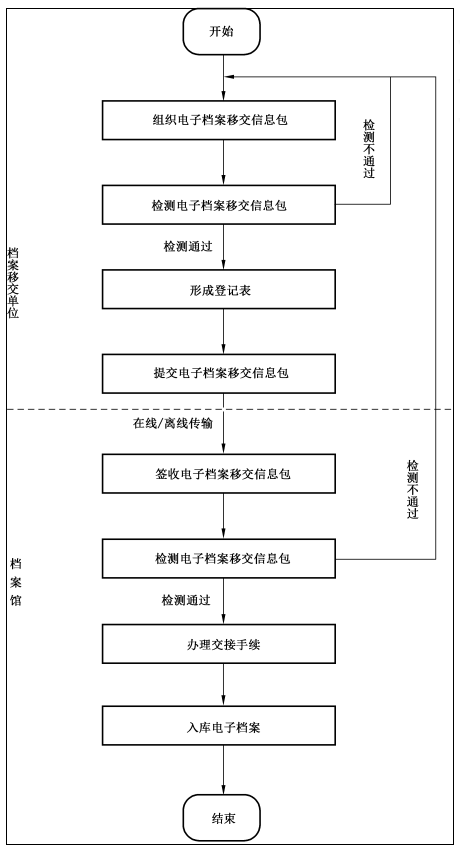 开始
组织电子档案移交信息包
检测不通过
检测电子档案移交信息包
检测通过
档案移交单位
形成登记表
提交电子档案移交信息包
在线/离线传输
签收电子档案移交信息包
检测不通过
检测电子档案移交信息包
档案馆
检测通过
办理交接手续
入库电子档案
结束